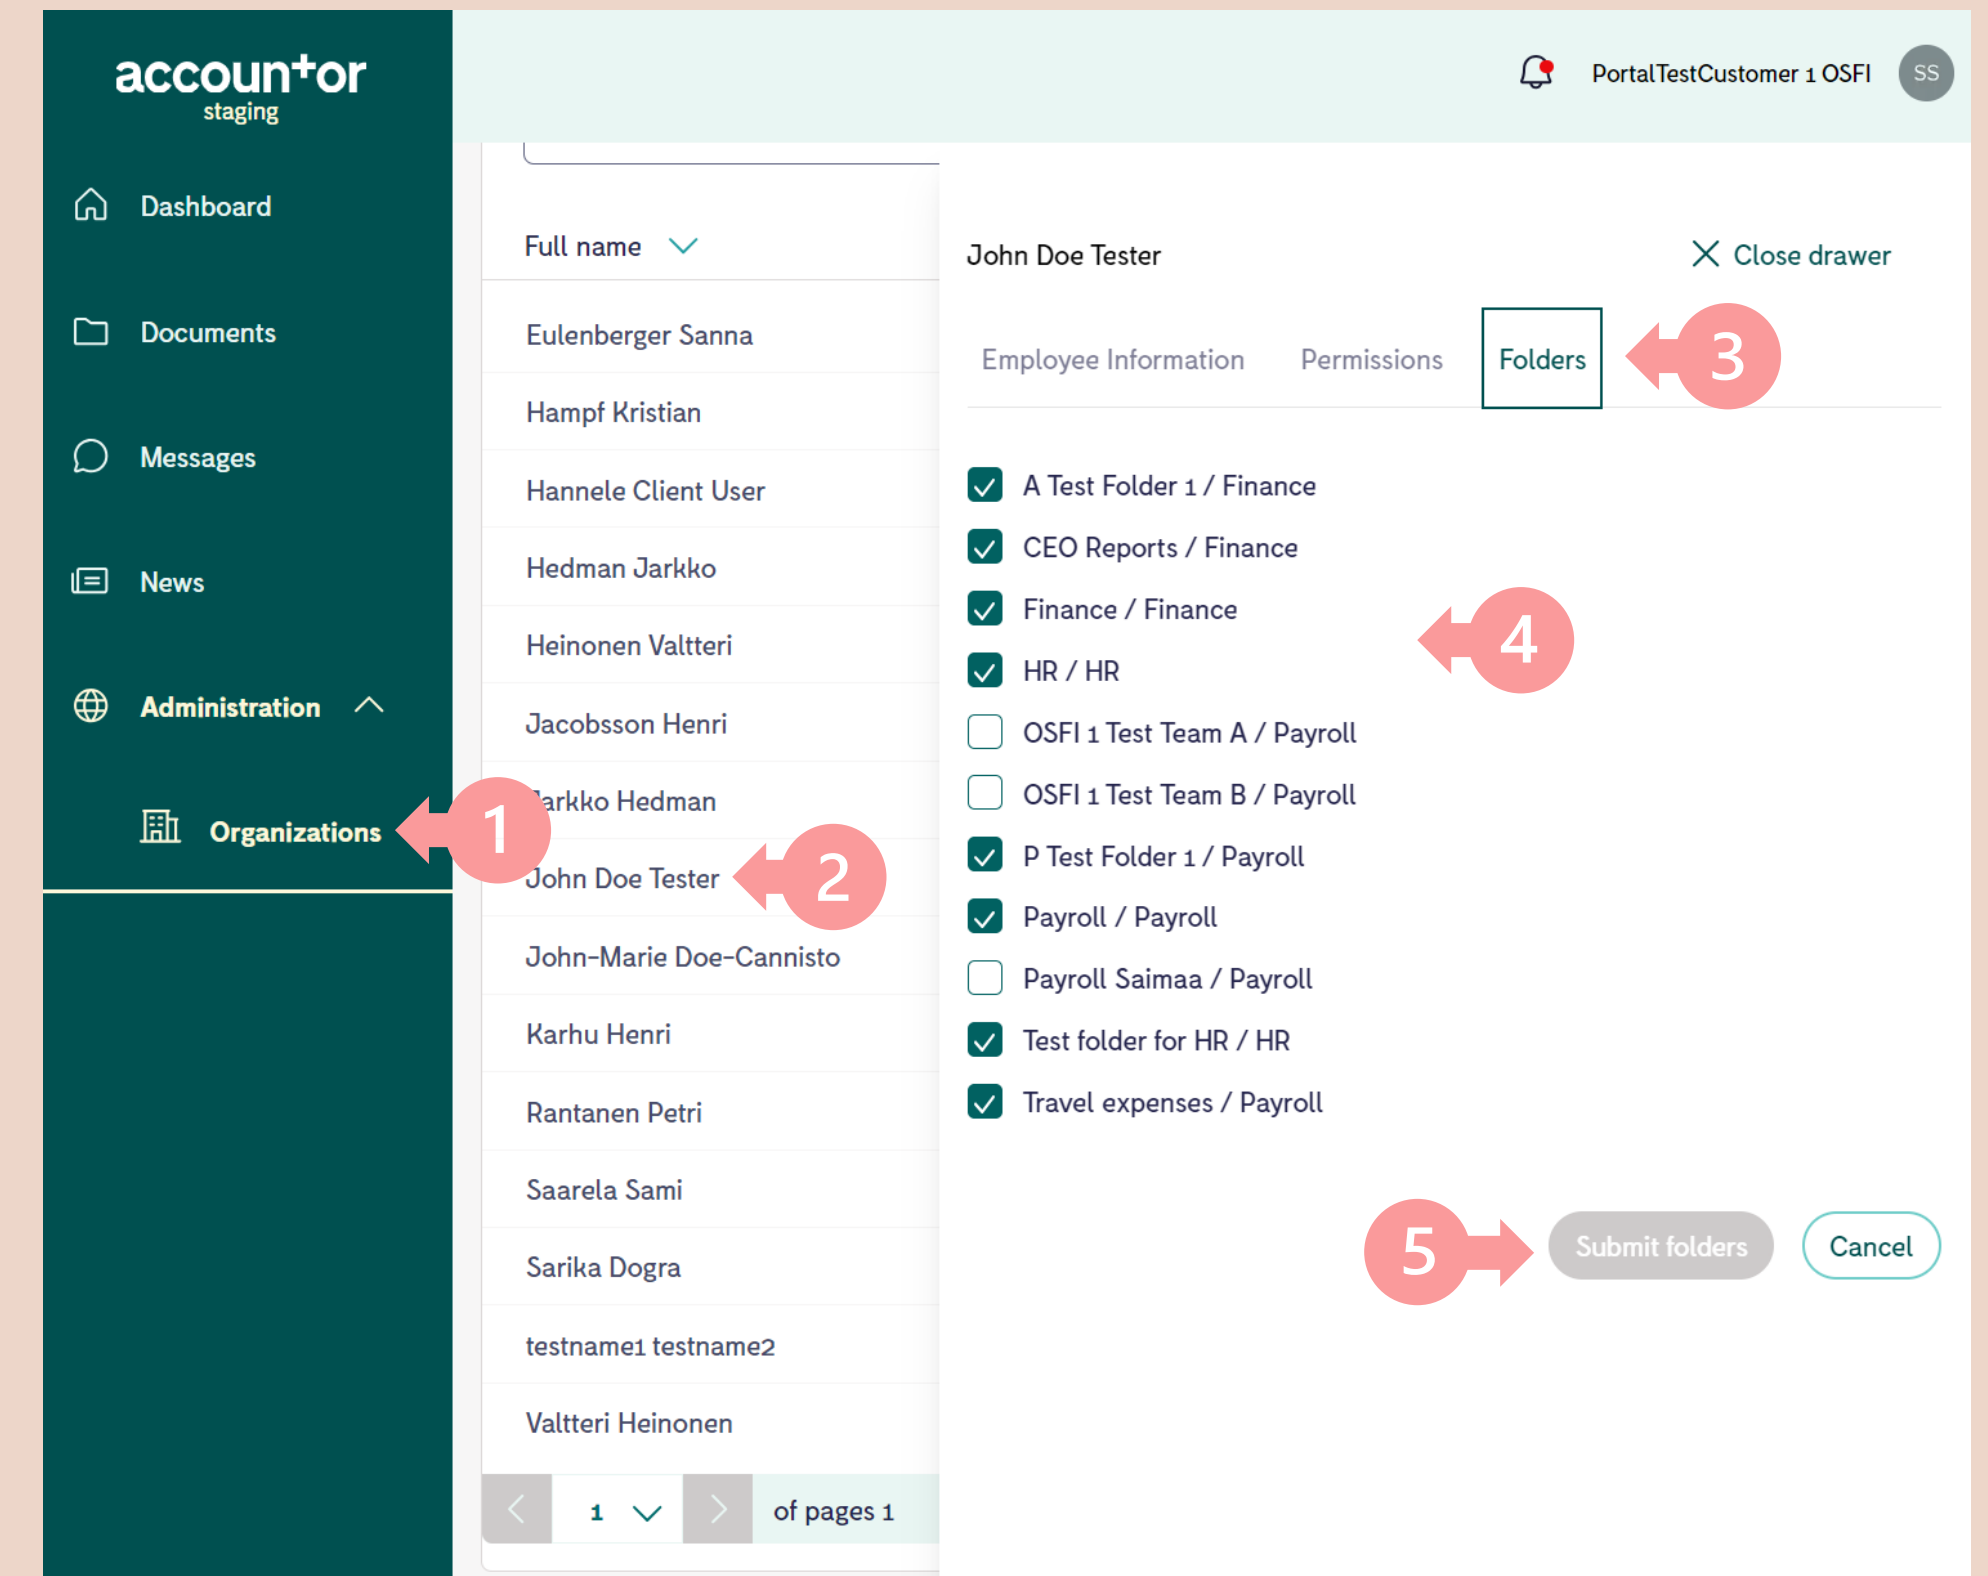 accountor
staging
PortalTestCustomer 1 OSFI
SS
Dashboard
Documents
Messages
News
Administration
Organizations
1
Full name
Eulenberger Sanna
Hampf Kristian
Hannele Client User
Hedman Jarkko
Heinonen Valtteri
Jacobsson Henri
Jarkko Hedman
John Doe Tester
2
John-Marie Doe-Cannisto
Karhu Henri
Rantanen Petri
Saarela Sami
Sarika Dogra
testname1 testname2
Valtteri Heinonen
1
of pages 1
John Doe Tester
Close drawer
Employee Information Permissions Folders
3
A Test Folder 1 / Finance
CEO Reports / Finance
Finance / Finance
4
HR / HR
OSFI 1 Test Team A / Payroll
OSFI 1 Test Team B / Payroll
P Test Folder 1 / Payroll
Payroll / Payroll
Payroll Saimaa / Payroll
Test folder for HR / HR
Travel expenses / Payroll
5
Submit folders
Cancel